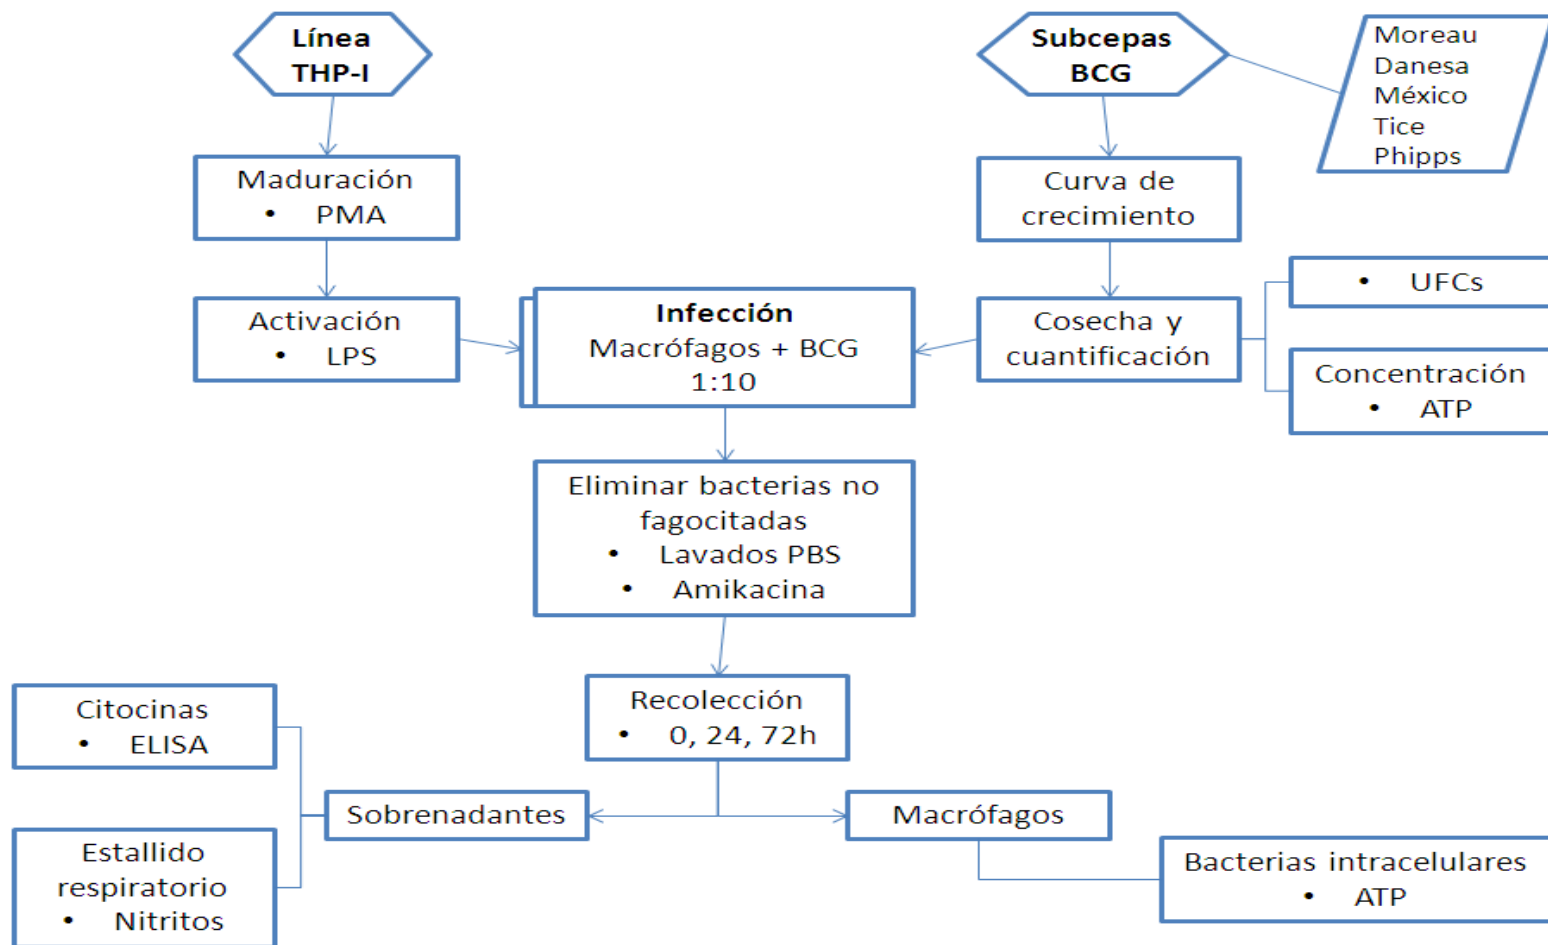 Línea
THP-I
Subcepas
BCG
Moreau
Danesa
México
Tice
Phipps
Maduración
• PMA
Curva de
crecimiento
Activación
• LPS
Infección
Macrófagos + BCG
1:10
Cosecha y
cuantificación
• UFCs
Concentración
• ATP
Eliminar bacterias no
fagocitadas
• Lavados PBS
• Amikacina
Recolección
• 0, 24, 72h
Citocinas
• ELISA
Sobrenadantes
Macrófagos
Estallido
respiratorio
• Nitritos
Bacterias intracelulares
• ATP